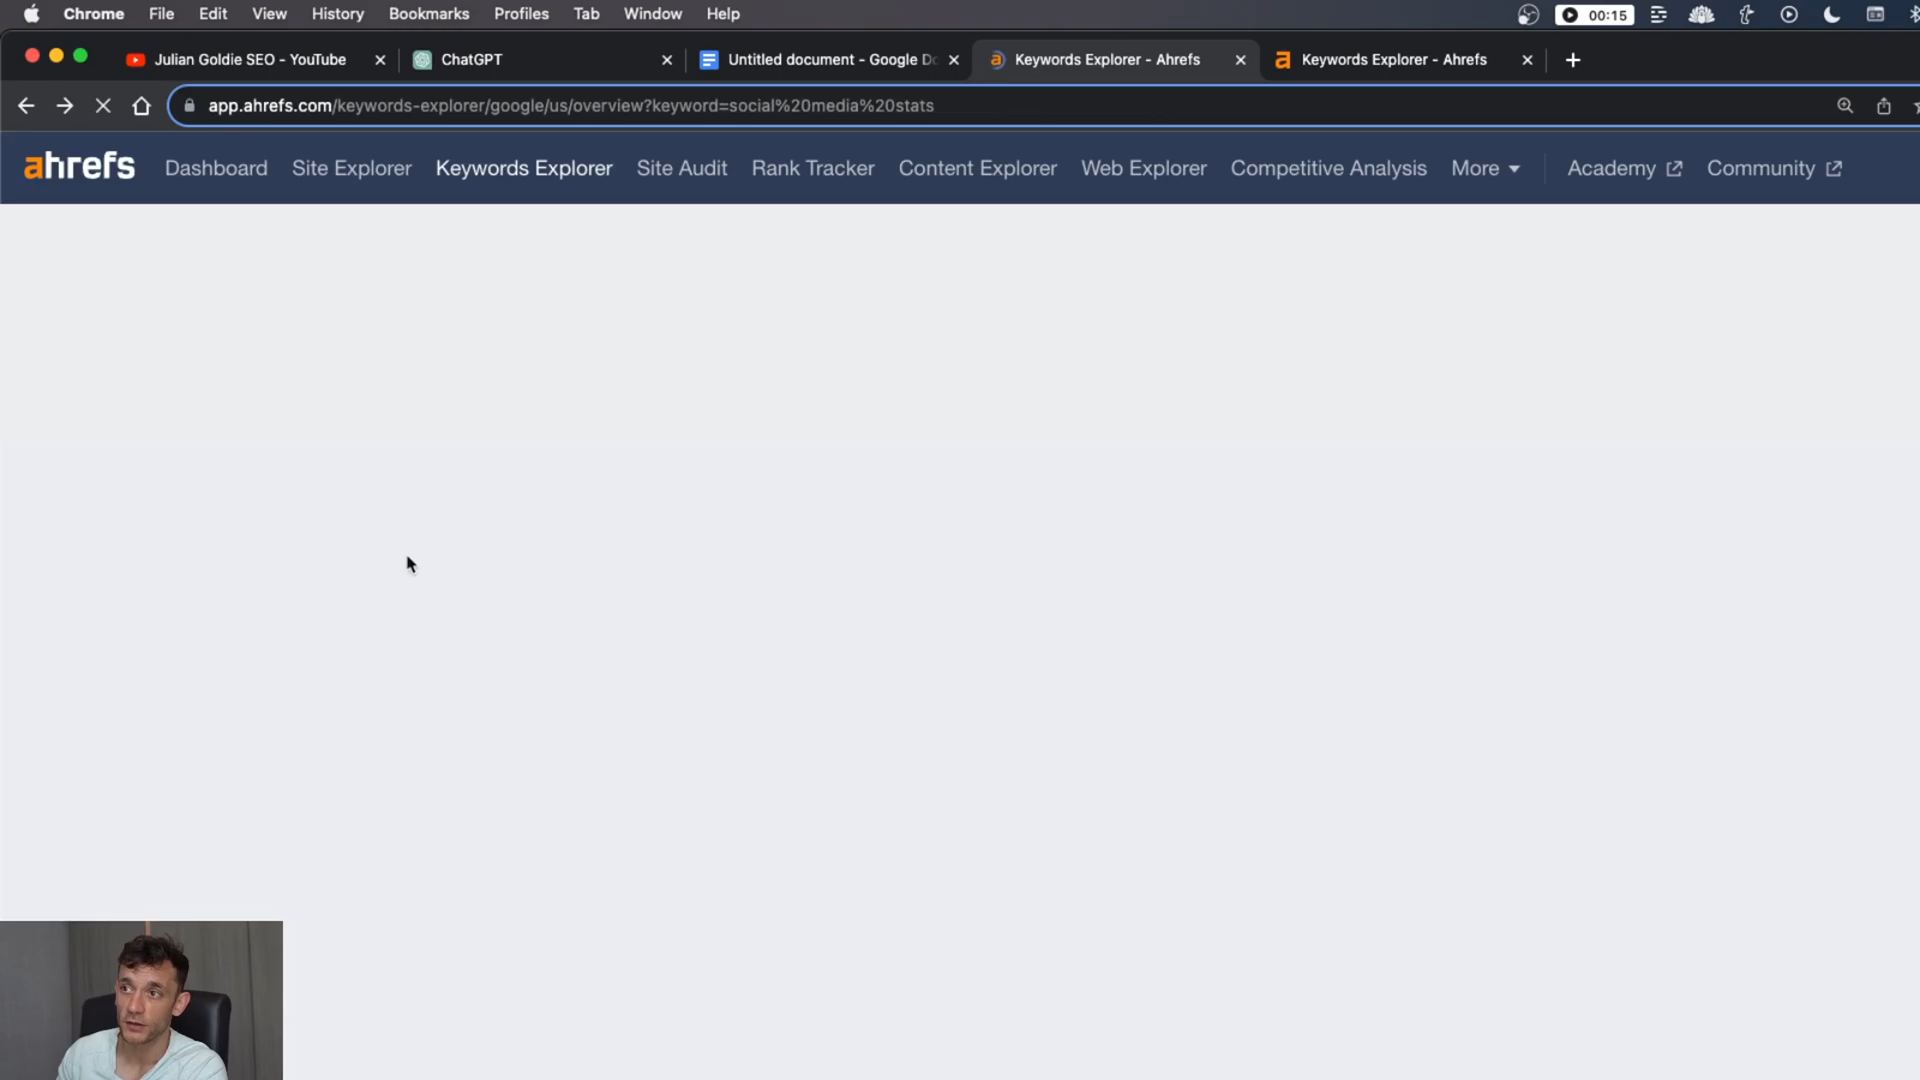 Chrome File Edit View History Bookmarks Profiles Tab Window Help 00:15
Julian Goldie SEO - YouTube ChatGPT Untitled document - Google Do Keywords Explorer - Ahrefs Keywords Explorer - Ahrefs
app.ahrefs.com/keywords-explorer/google/us/overview?keyword=social%20media%20stats
ahrefs Dashboard Site Explorer Keywords Explorer Site Audit Rank Tracker Content Explorer Web Explorer Competitive Analysis More Academy Community